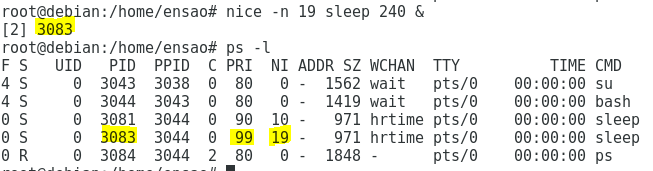 root@debian:/home/ensao# nice -n 19 sleep 240 &
[2] 3083
root@debian:/home/ensao# ps -l
F S   UID   PID  PPID  C PRI  NI ADDR SZ WCHAN  TTY          TIME CMD
4 S     0  3043  3038  0  80   0 -  1562 wait   pts/0    00:00:00 su
4 S     0  3044  3043  0  80   0 -  1419 wait   pts/0    00:00:00 bash
0 S     0  3081  3044  0  90  10 -   971 hrtime pts/0    00:00:00 sleep
0 S     0  3083  3044  0  99  19 -   971 hrtime pts/0    00:00:00 sleep
0 R     0  3084  3044  2  80   0 -  1848 -      pts/0    00:00:00 ps
root@debian:/home/ensao#